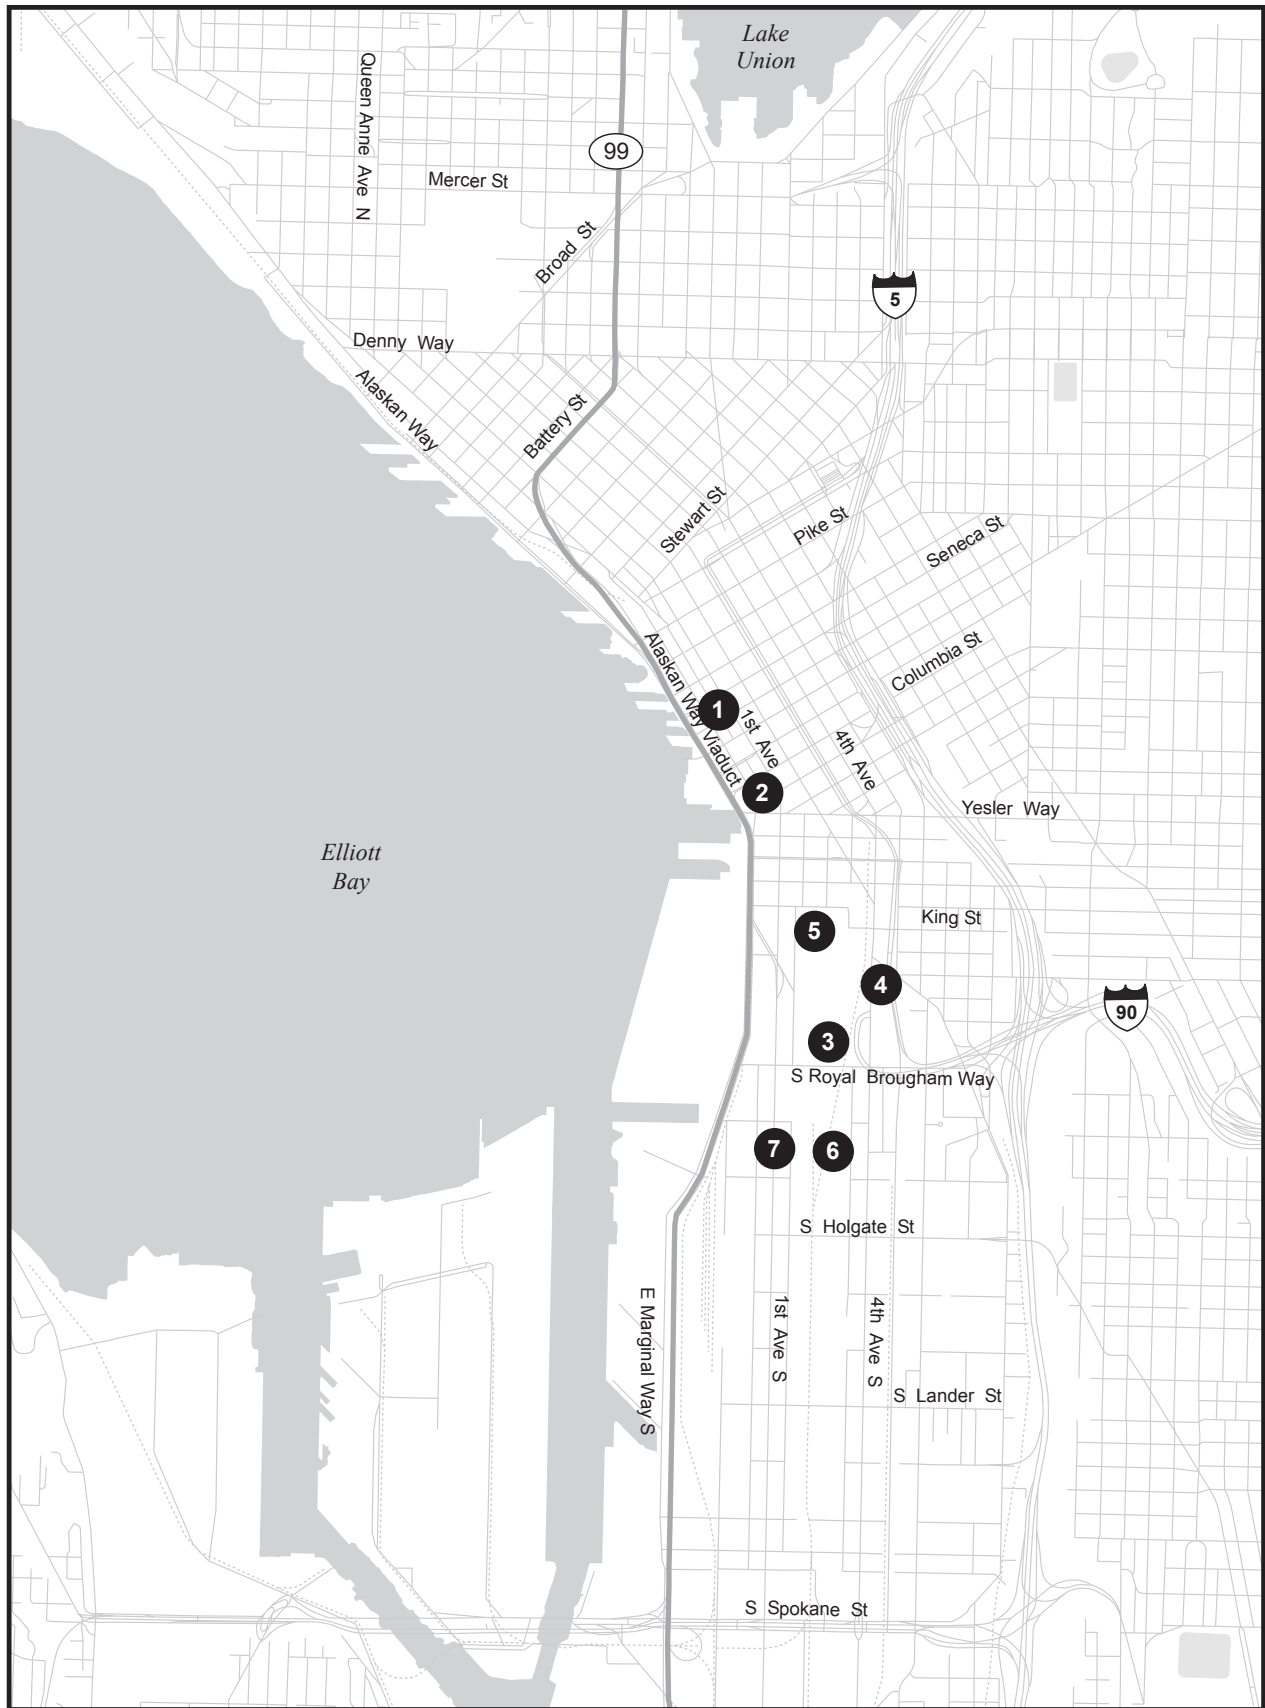 Lake
Union
Queen Anne Ave N
99
Mercer St
Broad St
5
Denny Way
Alaskan Way
Battery St
Stewart St
Pike St
Seneca St
Columbia St
Alaskan Way Viaduct
1
1st Ave
4th Ave
2
Yesler Way
Elliott
Bay
King St
5
4
90
3
S Royal Brougham Way
7
6
S Holgate St
E Marginal Way S
1st Ave S
4th Ave S
S Lander St
S Spokane St